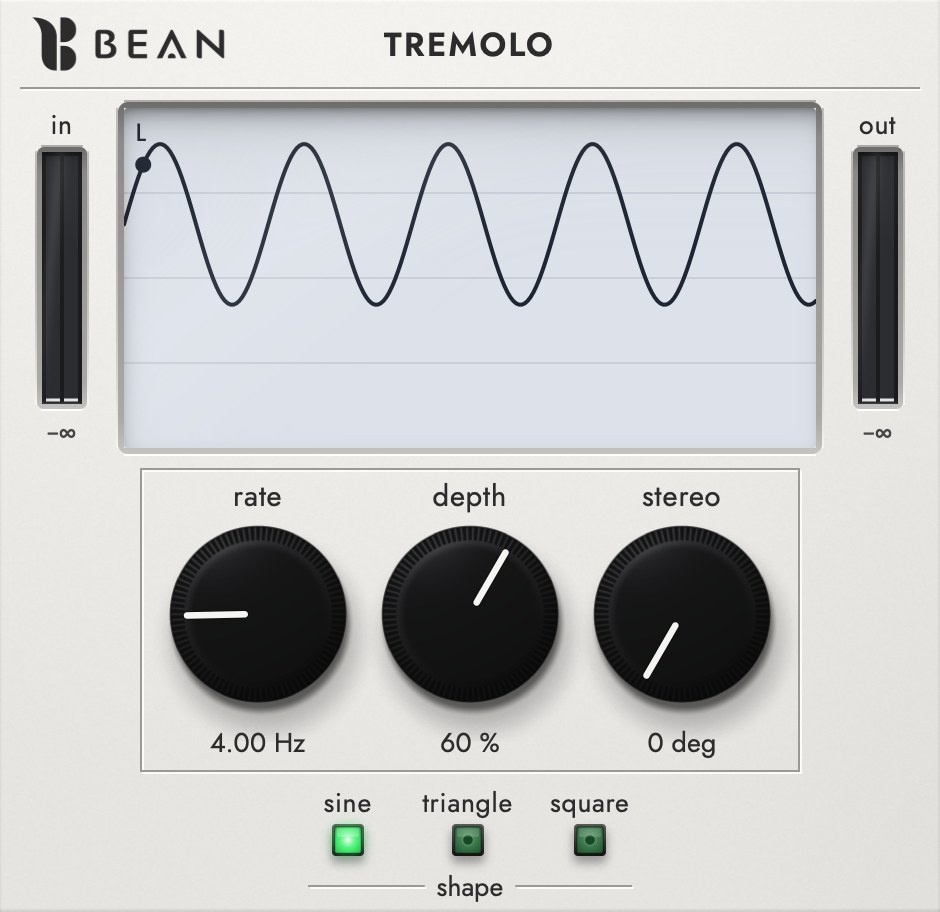 BEAN
TREMOLO
in
L
out
−∞
−∞
rate
depth
stereo
4.00 Hz
60 %
0 deg
sine
triangle
square
shape